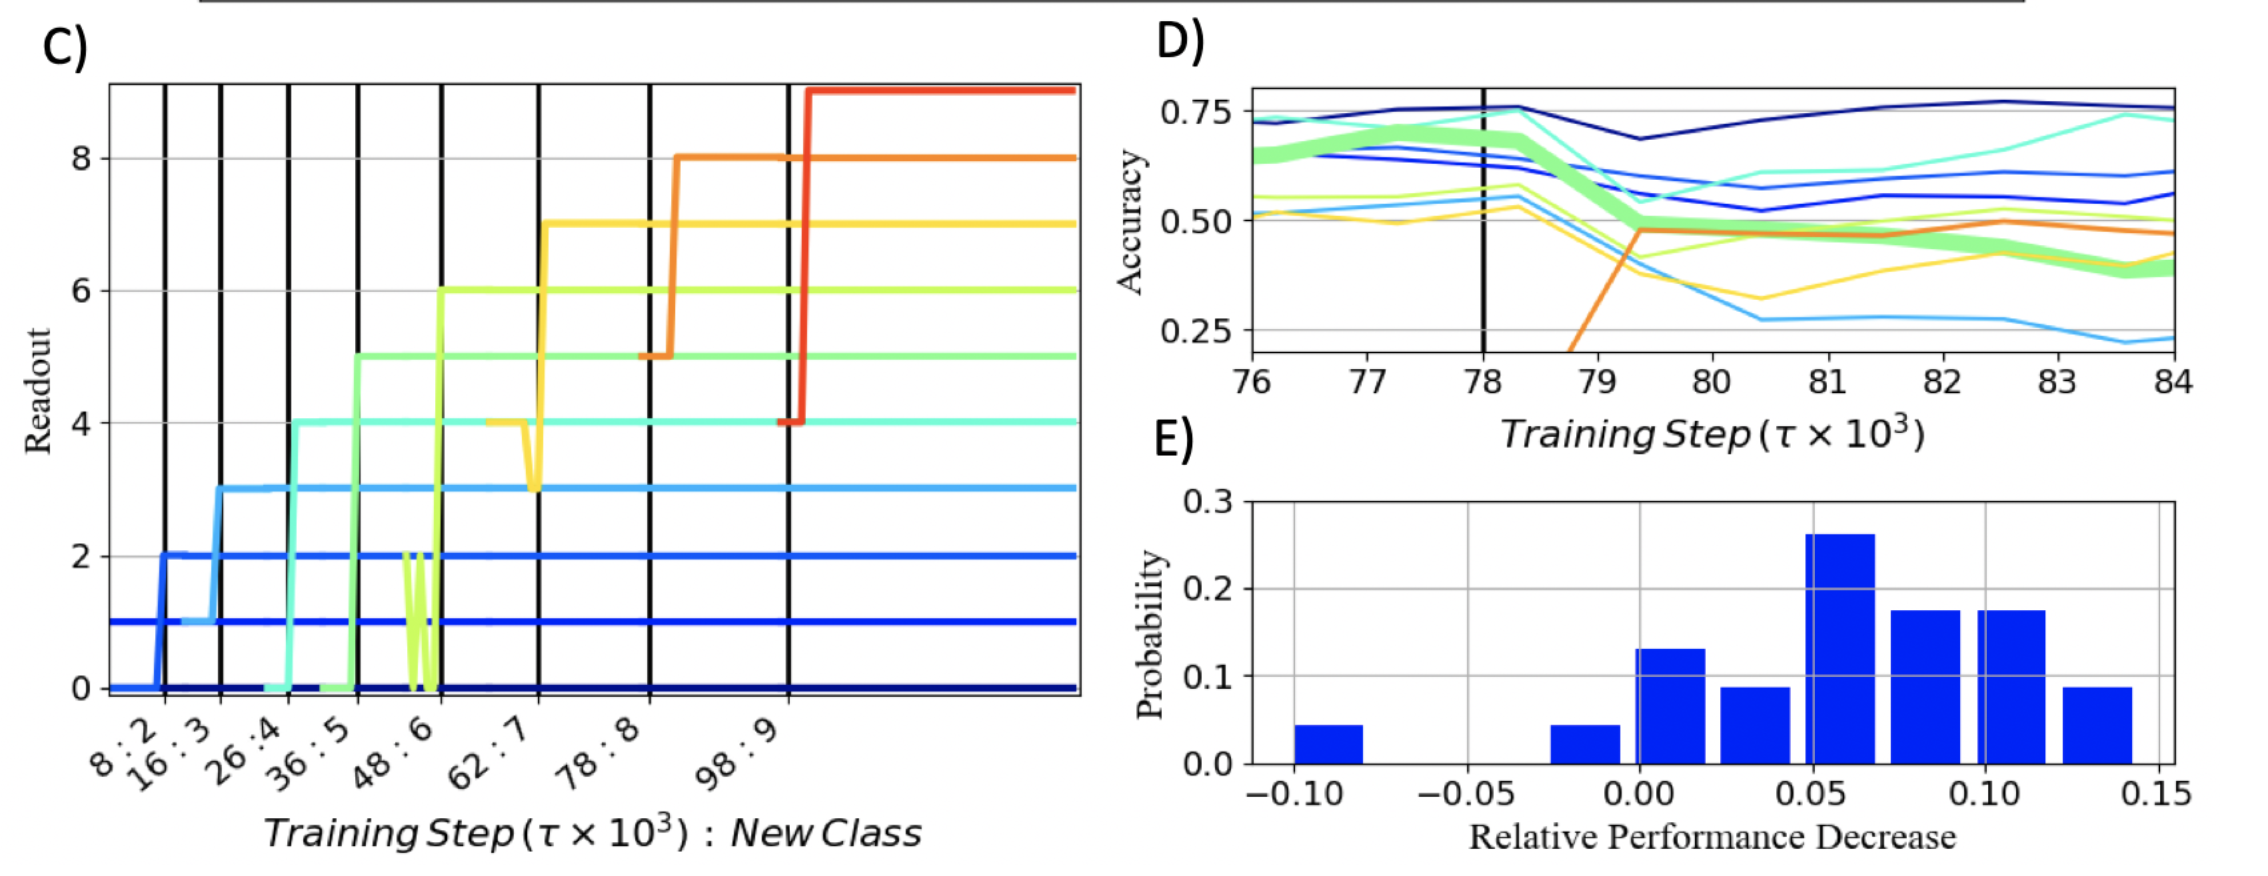 C)
Readout
8
6
4
2
0
8 : 2
16 : 3
26 :4
36 : 5
48 : 6
62 : 7
78 : 8
98 : 9
Training Step (τ × 10³) : New Class
D)
Accuracy
0.75
0.50
0.25
76 77 78 79 80 81 82 83 84
Training Step (τ × 10³)
E)
Probability
0.3
0.2
0.1
0.0
−0.10 −0.05 0.00 0.05 0.10 0.15
Relative Performance Decrease